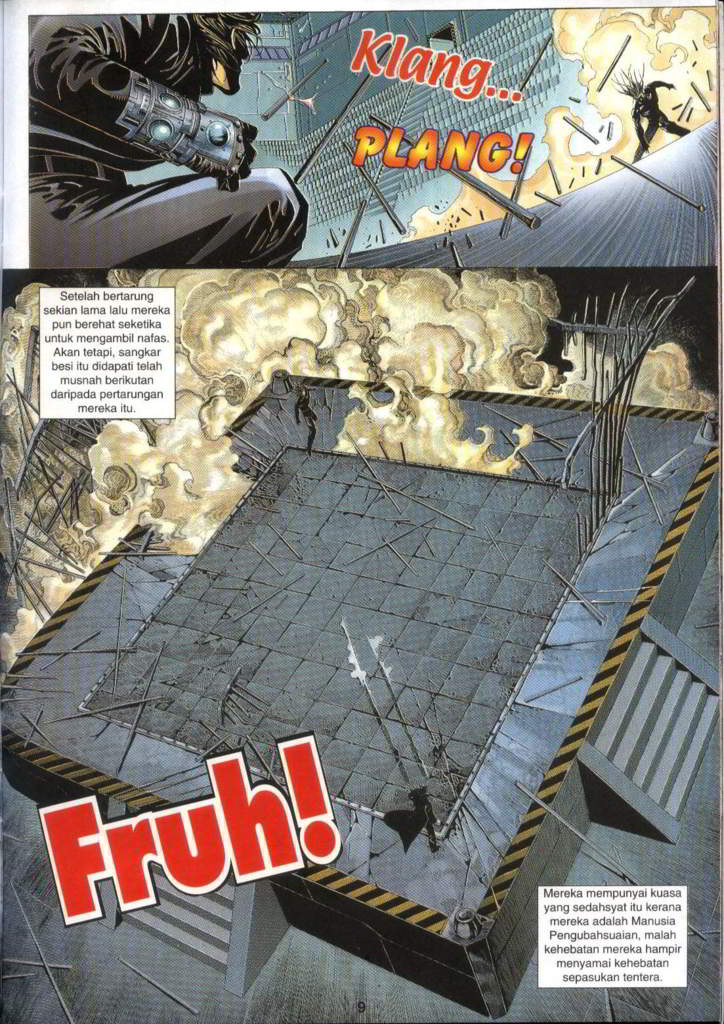 Klang...
PLANG!
Setelah bertarung
sekian lama lalu mereka
pun berehat seketika
untuk mengambil nafas.
Akan tetapi, sangkar
besi itu didapati telah
musnah berikutan
daripada pertarungan
mereka itu.
Fruh!
Mereka mempunyai kuasa
yang sedahsyat itu kerana
mereka adalah Manusia
Pengubahsuaian, malah
kehebatan mereka hampir
menyamai kehebatan
sepasukan tentera.
9